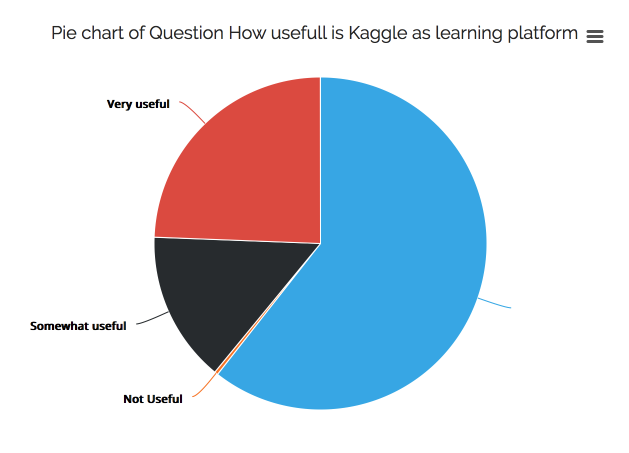 Pie chart of Question How usefull is Kaggle as learning platform
Very useful
Somewhat useful
Not Useful